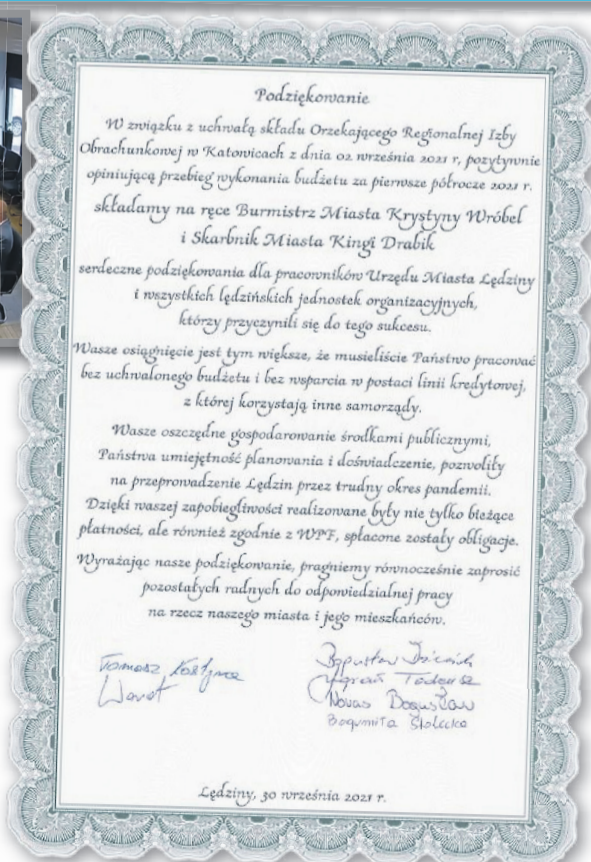 Podziękowanie
W związku z uchwałą składu Orzekającego Regionalnej Izby
Obrachunkowej w Katowicach z dnia 02 września 2021 r, pozytywnie
opiniującą przebieg wykonania budżetu za pierwsze półrocze 2021 r.
składamy na ręce Burmistrz Miasta Krystyny Wróbel
i Skarbnik Miasta Kingi Drabik
serdeczne podziękowania dla pracowników Urzędu Miasta Lędziny
i wszystkich lędzińskich jednostek organizacyjnych,
którzy przyczynili się do tego sukcesu.
Wasze osiągnięcie jest tym większe, że musieliście Państwo pracować
bez uchwalonego budżetu i bez wsparcia w postaci linii kredytowej,
z której korzystają inne samorządy.
Wasze oszczędne gospodarowanie środkami publicznymi,
Państwa umiejętność planowania i doświadczenie, pozwoliły
na przeprowadzenie Lędzin przez trudny okres pandemii.
Dzięki waszej zapobiegliwości realizowane były nie tylko bieżące
płatności, ale również zgodnie z WPF, spłacone zostały obligacje.
Wyrażając nasze podziękowanie, pragniemy równocześnie zaprosić
pozostałych radnych do odpowiedzialnej pracy
na rzecz naszego miasta i jego mieszkańców.
Tomasz
Bogusław
Tadeusz
Bogusław
Bogumiła
Lędziny, 30 września 2021 r.